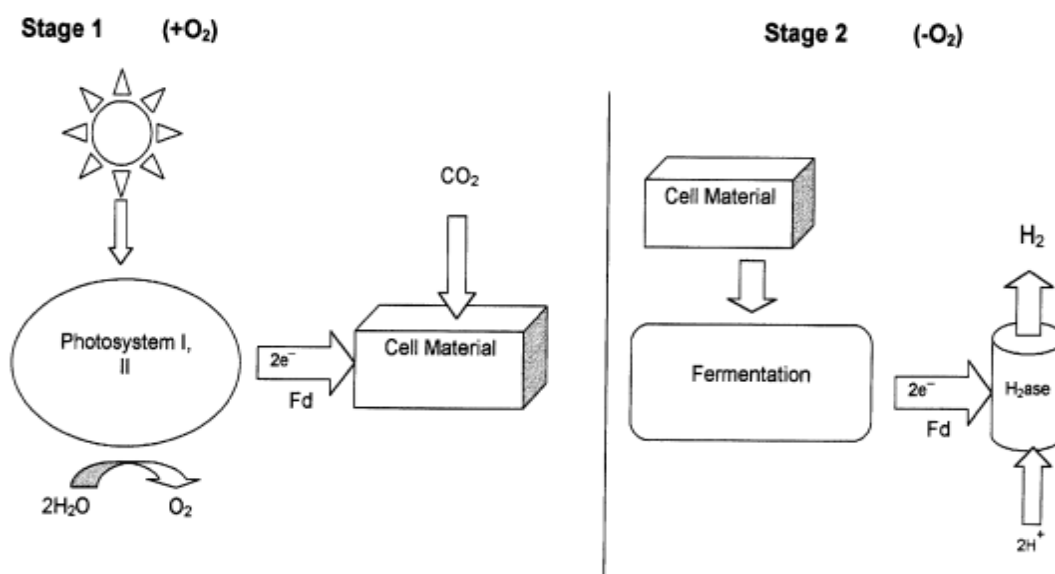 Stage 1 (+O₂)
CO₂
Photosystem I,
II
2e⁻
Fd
Cell Material
2H₂O
O₂
Stage 2 (-O₂)
Cell Material
Fermentation
2e⁻
Fd
H₂
H₂ase
2H⁺